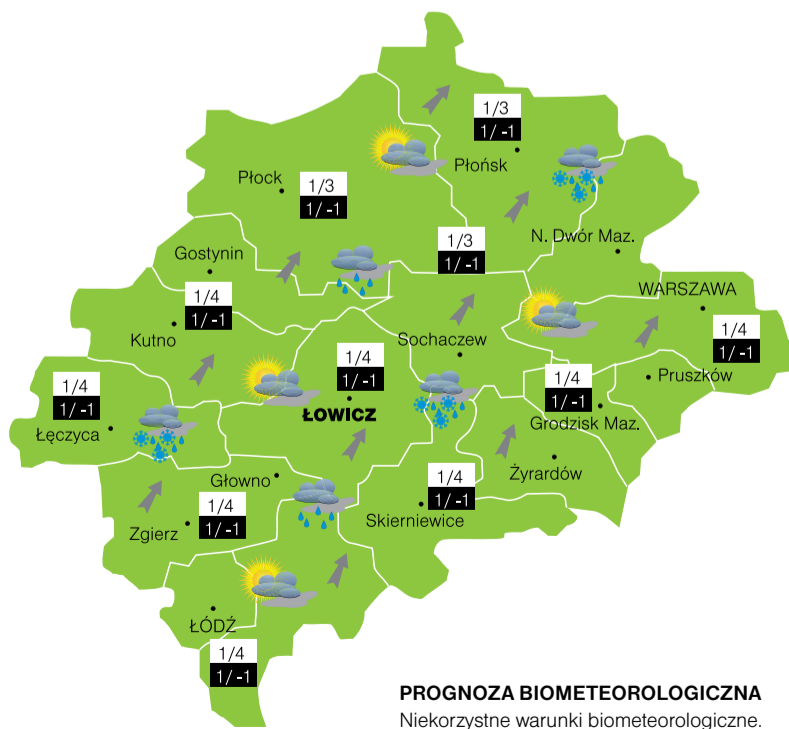 1/3
1/ -1
Płońsk
Płock
1/3
1/ -1
N. Dwór Maz.
1/3
1/ -1
Gostynin
WARSZAWA
1/4
1/ -1
Kutno
1/4
1/ -1
Sochaczew
1/4
1/ -1
ŁOWICZ
Pruszków
1/4
1/ -1
Grodzisk Maz.
1/4
1/ -1
Łęczyca
Żyrardów
Głowno
1/4
1/ -1
Skierniewice
1/4
1/ -1
Zgierz
ŁÓDŹ
1/4
1/ -1
PROGNOZA BIOMETEOROLOGICZNA
Niekorzystne warunki biometeorologiczne.